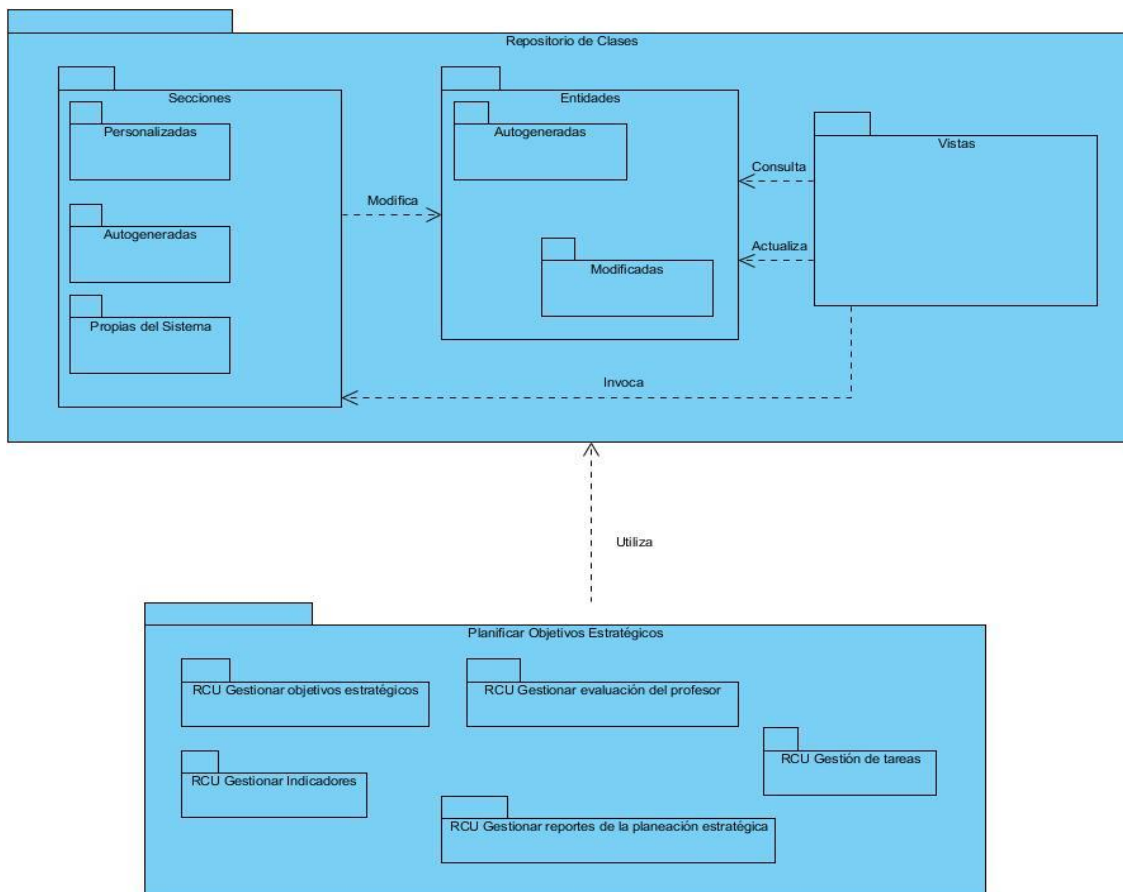 Repositorio de Clases
Secciones
Entidades
Personalizadas
Autogeneradas
Vistas
Consulta
Modifica
Autogeneradas
Actualiza
Modificadas
Propias del Sistema
Invoca
Utiliza
Planificar Objetivos Estratégicos
RCU Gestionar objetivos estratégicos
RCU Gestionar evaluación del profesor
RCU Gestión de tareas
RCU Gestionar Indicadores
RCU Gestionar reportes de la planeación estratégica